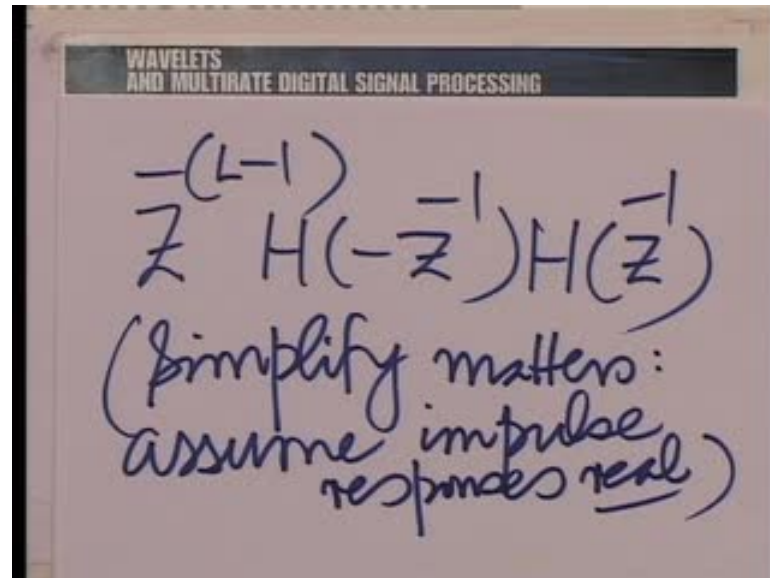 WAVELETS
AND MULTIRATE DIGITAL SIGNAL PROCESSING
z^{-(L-1)} H(-z^{-1})H(z^{-1})
(Simplify matters:
assume impulse
responses real)